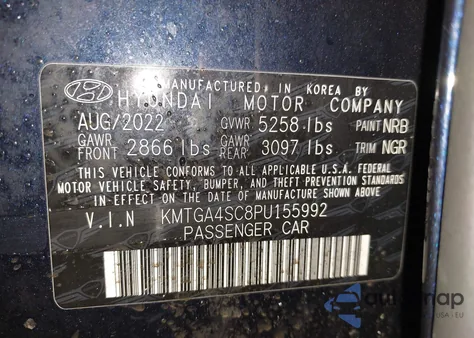 MANUFACTURED IN KOREA BY
HYUNDAI MOTOR COMPANY
AUG/2022 GVWR 5258 lbs PAINT NRB
GAWR FRONT 2866 lbs GAWR REAR 3097 lbs TRIM NGR
THIS VEHICLE CONFORMS TO ALL APPLICABLE U.S.A. FEDERAL
MOTOR VEHICLE SAFETY, BUMPER, AND THEFT PREVENTION STANDARDS
IN-EFFECT ON THE DATE OF MANUFACTURE SHOWN ABOVE
V.I.N KMTGA4SC8PU155992
PASSENGER CAR
USA | EU